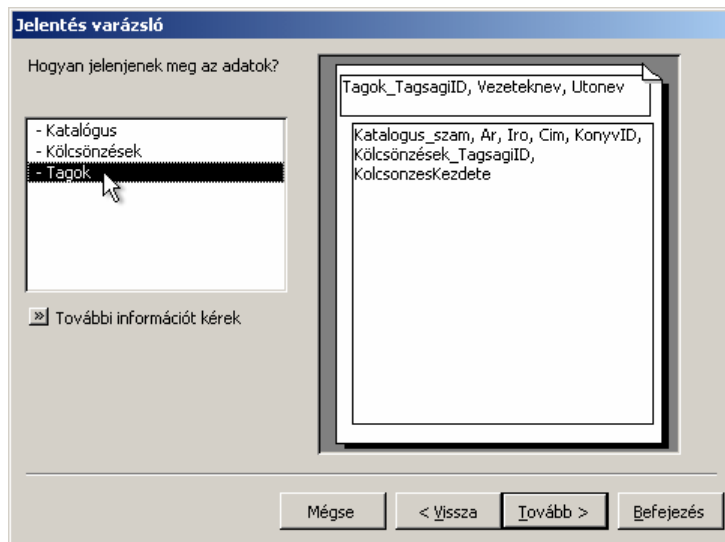 Jelentés varázsló
Hogyan jelenjenek meg az adatok?
- Katalógus
- Kölcsönzések
- Tagok
» További információt kérek
Tagok_TagsagiID, Vezeteknev, Utonev
Katalogus_szam, Ar, Iro, Cim, KonyvID,
Kölcsönzések_TagsagiID,
KolcsonzesKezdete
Mégse
< Vissza
Tovább >
Befejezés